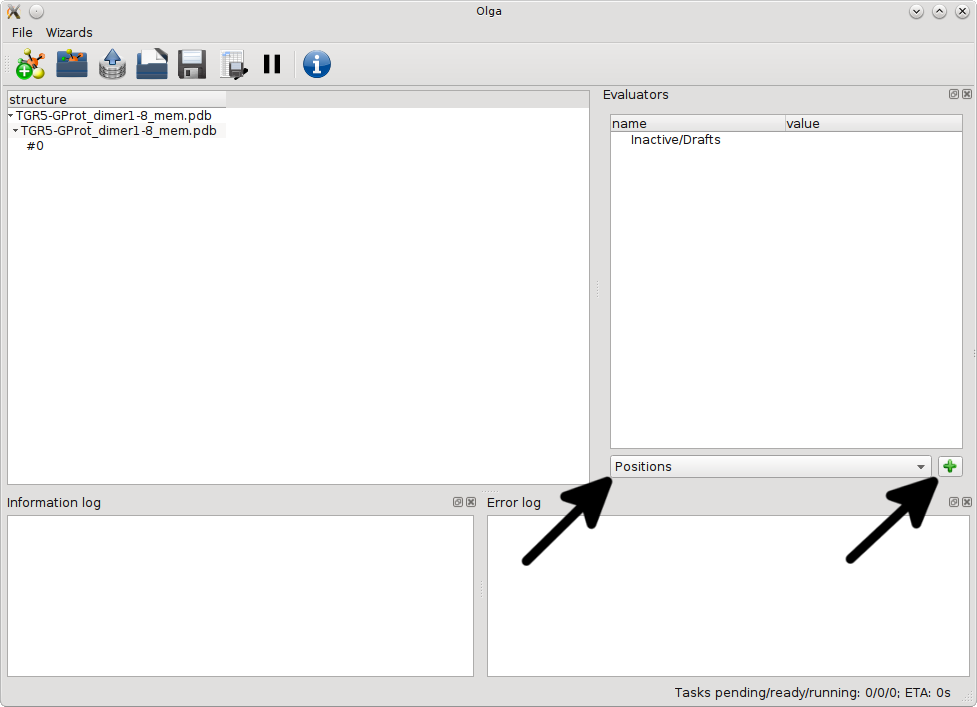 Olga
File Wizards
structure
TGR5-GProt_dimer1-8_mem.pdb
TGR5-GProt_dimer1-8_mem.pdb
#0
Evaluators
name value
Inactive/Drafts
Positions
Information log
Error log
Tasks pending/ready/running: 0/0/0; ETA: 0s